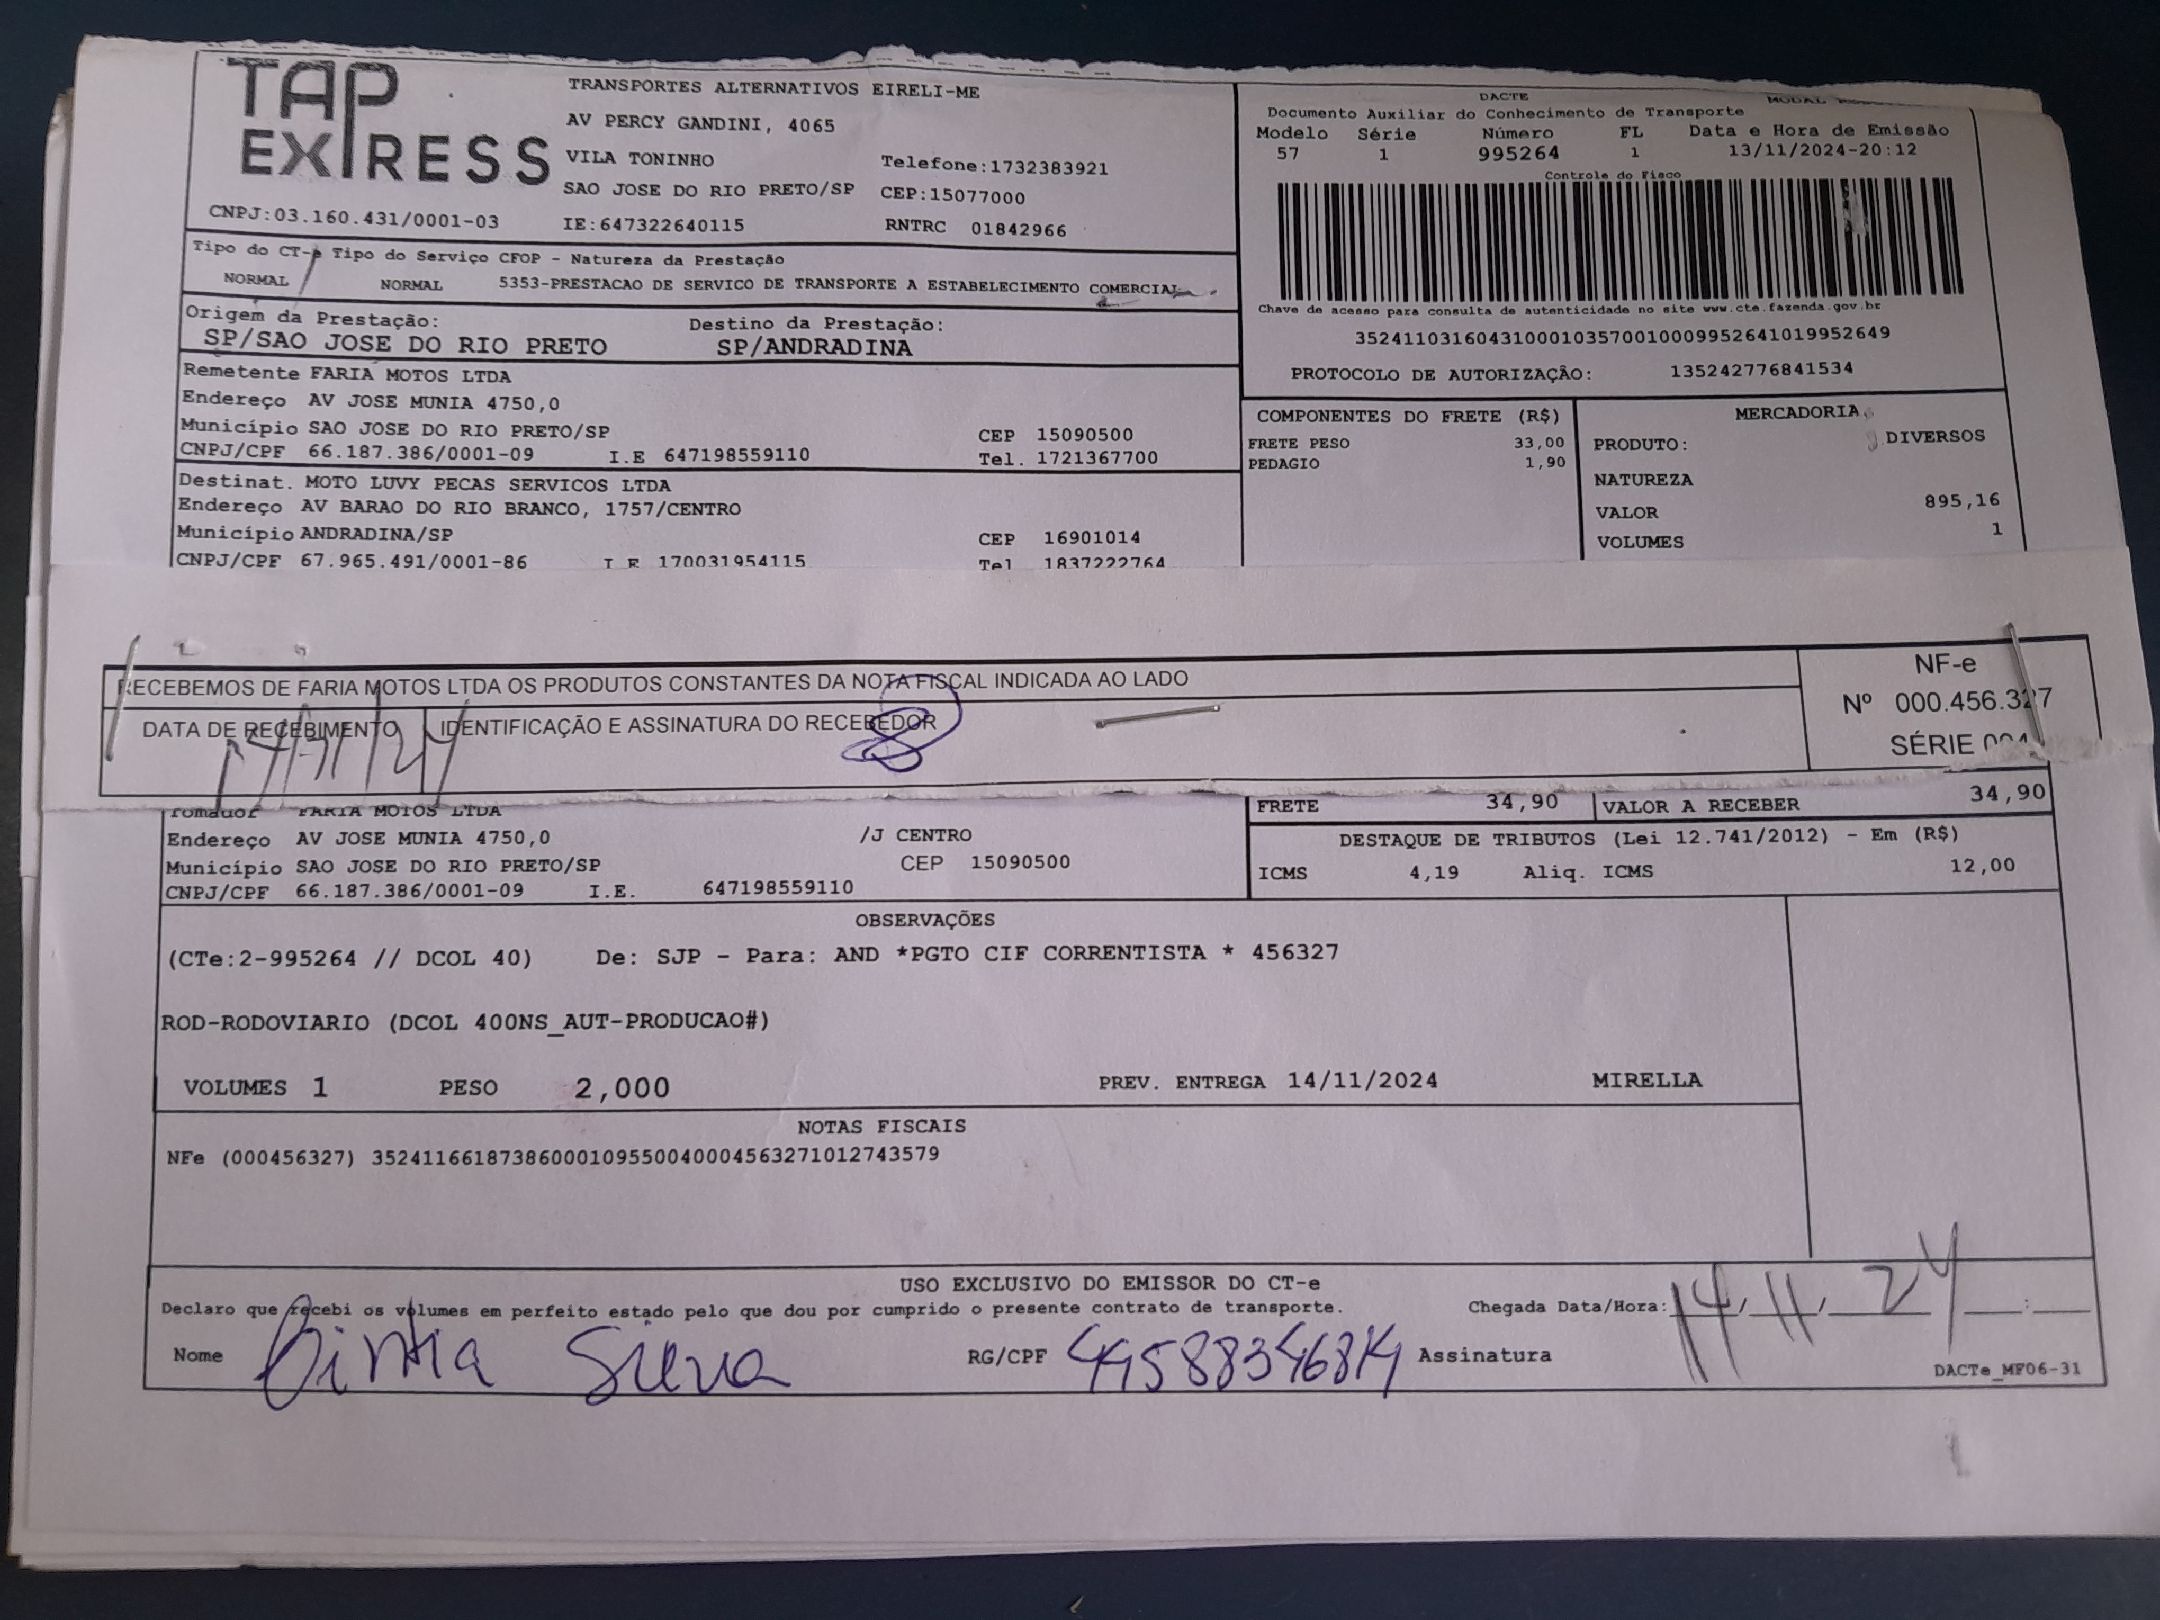 TAP EXPRESS
TRANSPORTES ALTERNATIVOS EIRELI-ME
AV PERCY GANDINI, 4065
VILA TONINHO Telefone:1732383921
SAO JOSE DO RIO PRETO/SP CEP:15077000
CNPJ:03.160.431/0001-03 IE:647322640115 RNTRC 01842966
DACTE
Documento Auxiliar do Conhecimento de Transporte
Modelo Série Número FL Data e Hora de Emissão
57 1 995264 1 13/11/2024-20:12
Controle do Fisco
Chave de acesso para consulta de autenticidade no site www.cte.fazenda.gov.br
35241103160431000103570010009952641019952649
PROTOCOLO DE AUTORIZAÇÃO: 135242776841534
Tipo do CT-e Tipo do Serviço CFOP - Natureza da Prestação
NORMAL NORMAL 5353-PRESTACAO DE SERVICO DE TRANSPORTE A ESTABELECIMENTO COMERCIAL
Origem da Prestação: Destino da Prestação:
SP/SAO JOSE DO RIO PRETO SP/ANDRADINA
Remetente FARIA MOTOS LTDA
Endereço AV JOSE MUNIA 4750,0
Município SAO JOSE DO RIO PRETO/SP CEP 15090500
CNPJ/CPF 66.187.386/0001-09 I.E 647198559110 Tel. 1721367700
Destinat. MOTO LUVY PECAS SERVICOS LTDA
Endereço AV BARAO DO RIO BRANCO, 1757/CENTRO
Município ANDRADINA/SP CEP 16901014
CNPJ/CPF 67.965.491/0001-86 I E 170031954115 Tel 1837222764
COMPONENTES DO FRETE (R$)
FRETE PESO 33,00
PEDAGIO 1,90
MERCADORIA
PRODUTO: DIVERSOS
NATUREZA
VALOR 895,16
VOLUMES 1
RECEBEMOS DE FARIA MOTOS LTDA OS PRODUTOS CONSTANTES DA NOTA FISCAL INDICADA AO LADO
DATA DE RECEBIMENTO IDENTIFICAÇÃO E ASSINATURA DO RECEBEDOR
14/11/24
NF-e
Nº 000.456.327
SÉRIE 004
Tomador FARIA MOTOS LTDA
Endereço AV JOSE MUNIA 4750,0 /J CENTRO
Município SAO JOSE DO RIO PRETO/SP CEP 15090500
CNPJ/CPF 66.187.386/0001-09 I.E. 647198559110
FRETE 34,90 VALOR A RECEBER 34,90
DESTAQUE DE TRIBUTOS (Lei 12.741/2012) - Em (R$)
ICMS 4,19 Aliq. ICMS 12,00
OBSERVAÇÕES
(CTe:2-995264 // DCOL 40) De: SJP - Para: AND *PGTO CIF CORRENTISTA * 456327
ROD-RODOVIARIO (DCOL 400NS_AUT-PRODUCAO#)
VOLUMES 1 PESO 2,000 PREV. ENTREGA 14/11/2024 MIRELLA
NOTAS FISCAIS
NFe (000456327) 35241166187386000109550040004563271012743579
USO EXCLUSIVO DO EMISSOR DO CT-e
Declaro que recebi os volumes em perfeito estado pelo que dou por cumprido o presente contrato de transporte. Chegada Data/Hora: 14/11/24
Nome Silva RG/CPF Assinatura
DACTe_MF06-31